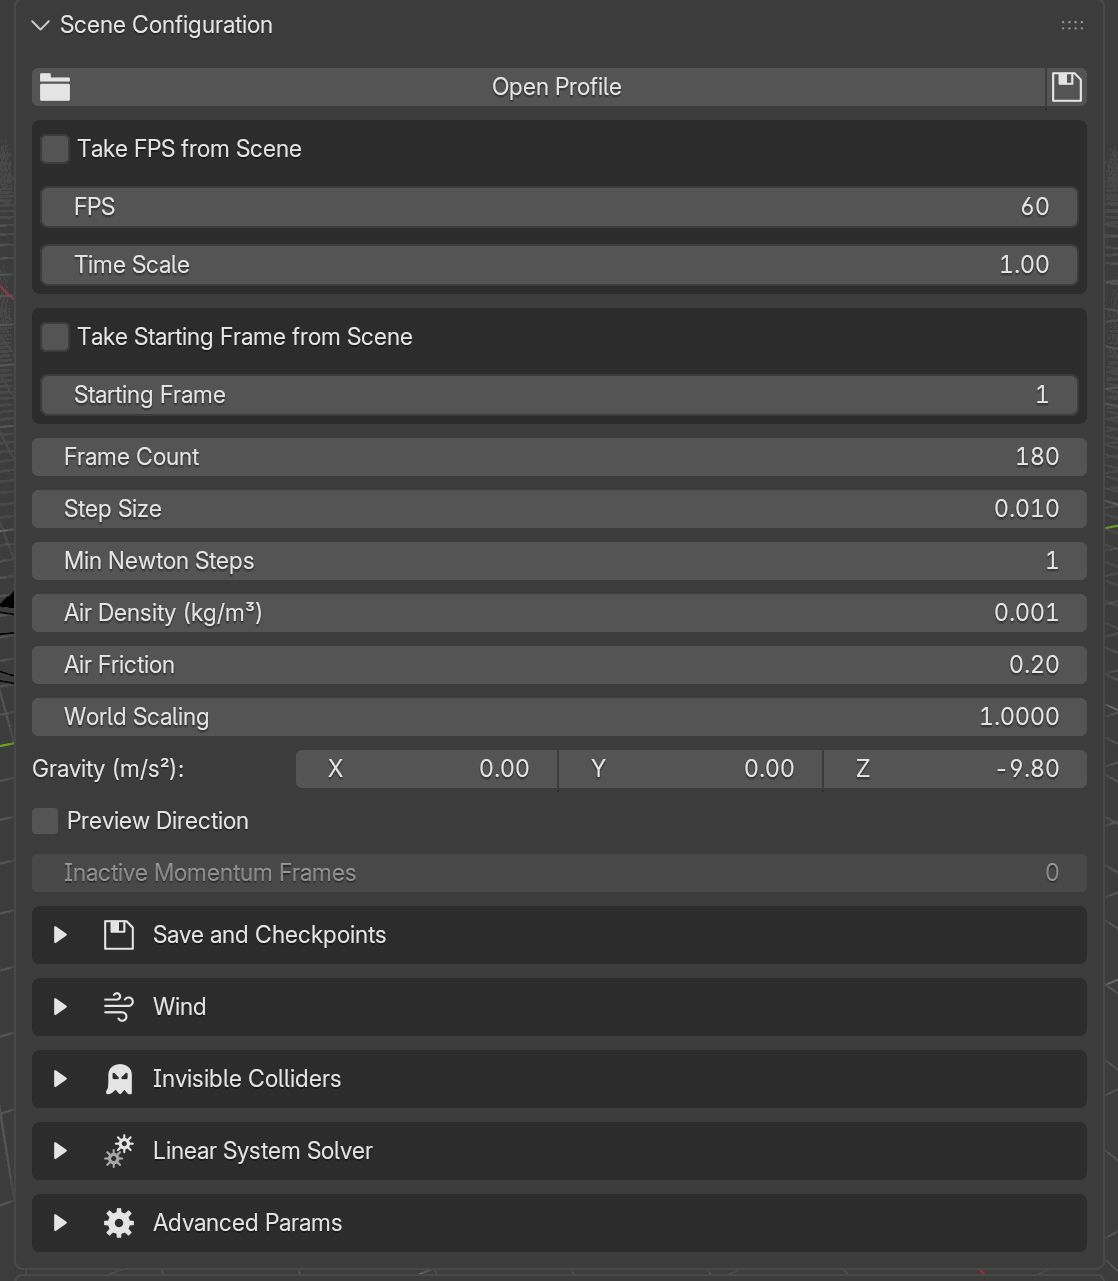 Scene Configuration
Open Profile
Take FPS from Scene
FPS 60
Time Scale 1.00
Take Starting Frame from Scene
Starting Frame 1
Frame Count 180
Step Size 0.010
Min Newton Steps 1
Air Density (kg/m³) 0.001
Air Friction 0.20
World Scaling 1.0000
Gravity (m/s²): X 0.00 Y 0.00 Z -9.80
Preview Direction
Inactive Momentum Frames 0
Save and Checkpoints
Wind
Invisible Colliders
Linear System Solver
Advanced Params